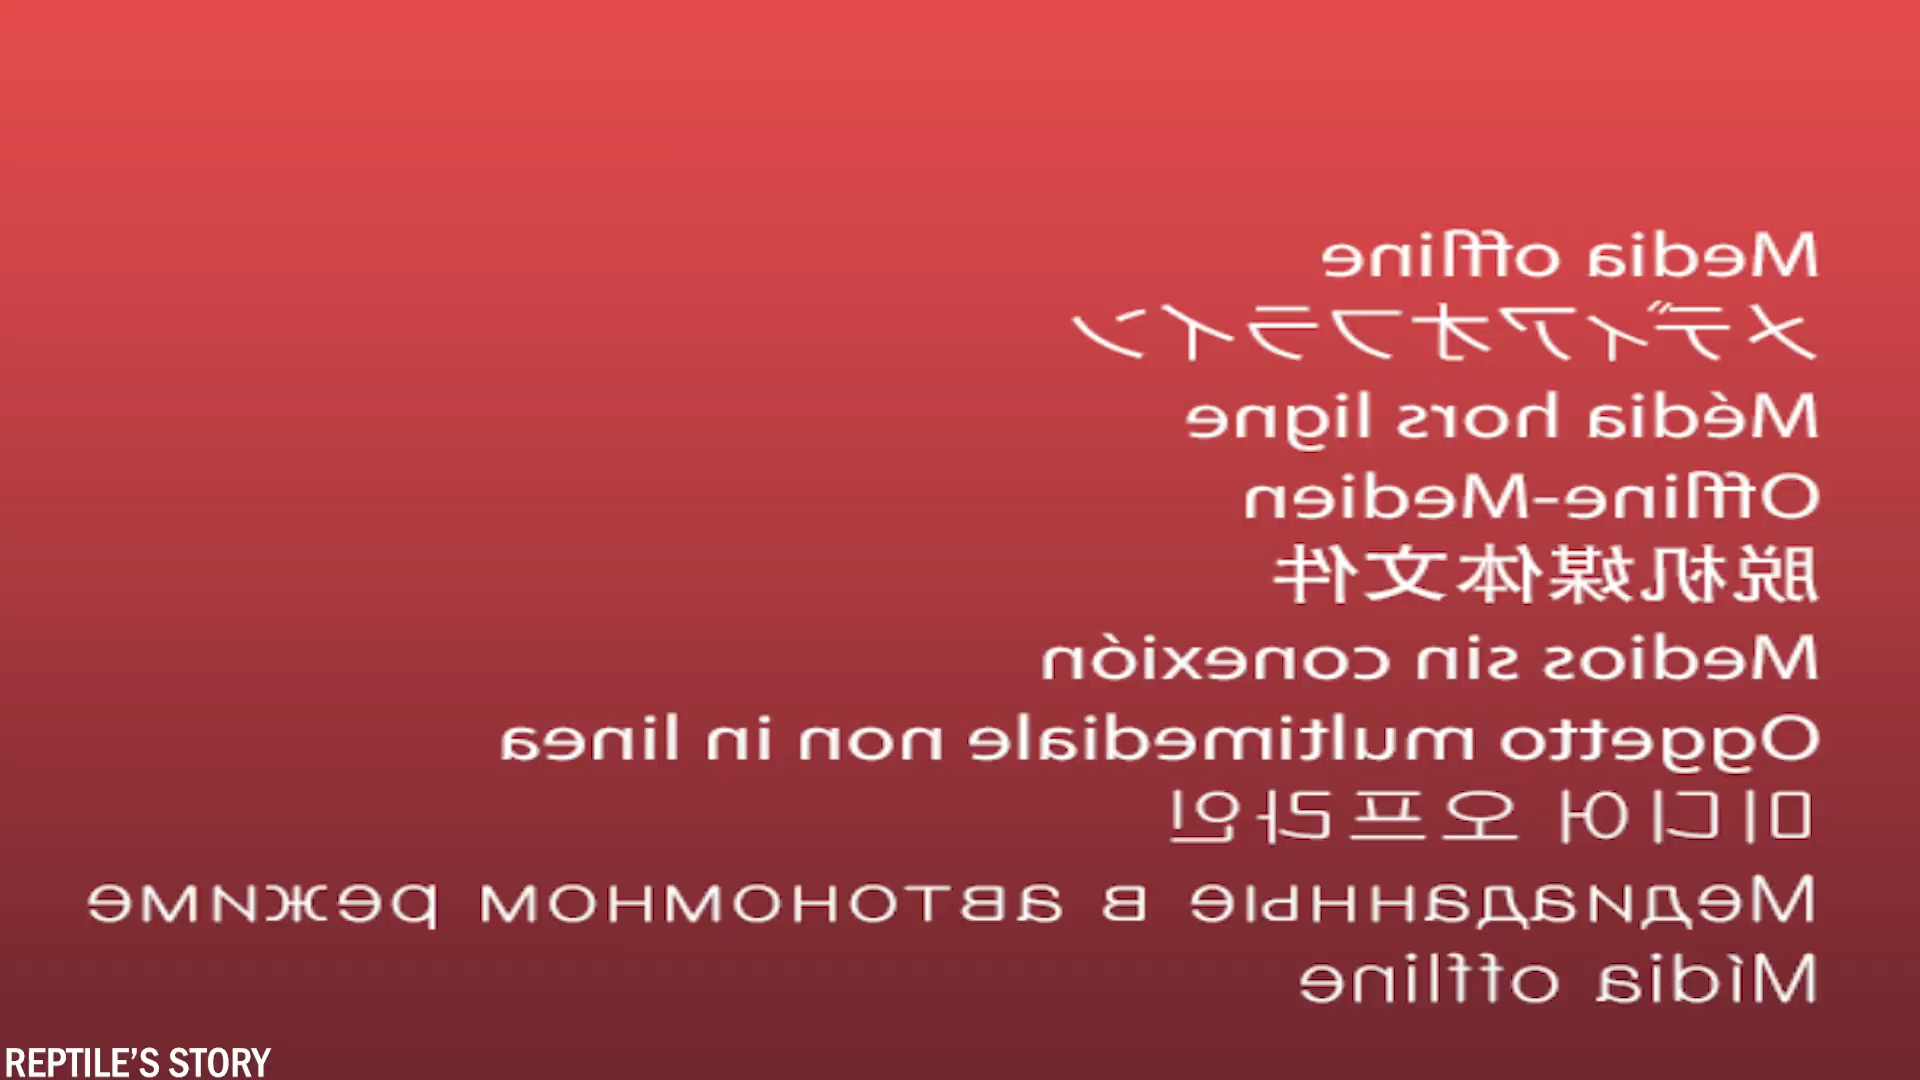 Media offline
メディアオフライン
Média hors ligne
Offline-Medien
脱机媒体文件
Medios sin conexión
Oggetto multimediale non in linea
미디어 오프라인
Медиаданные в автономном режиме
Mídia offline
REPTILE'S STORY